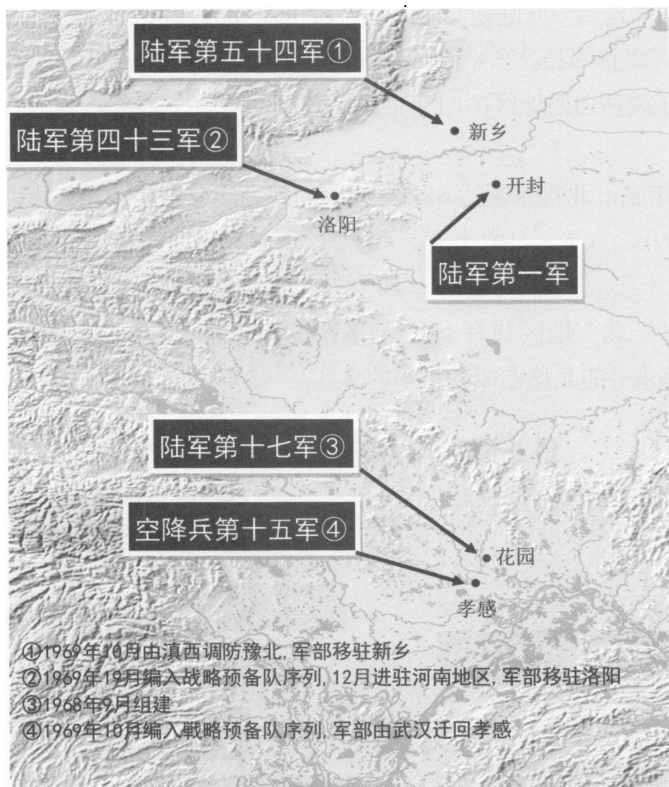 陆军第五十四军①
新乡
陆军第四十三军②
开封
洛阳
陆军第一军
陆军第十七军③
空降兵第十五军④
花园
孝感
①1969年10月由滇西调防豫北,军部移驻新乡
②1969年10月编入战略预备队序列,12月进驻河南地区,军部移驻洛阳
③1968年9月组建
④1969年10月编入戰略预备队序列,军部由武汉迁回孝感